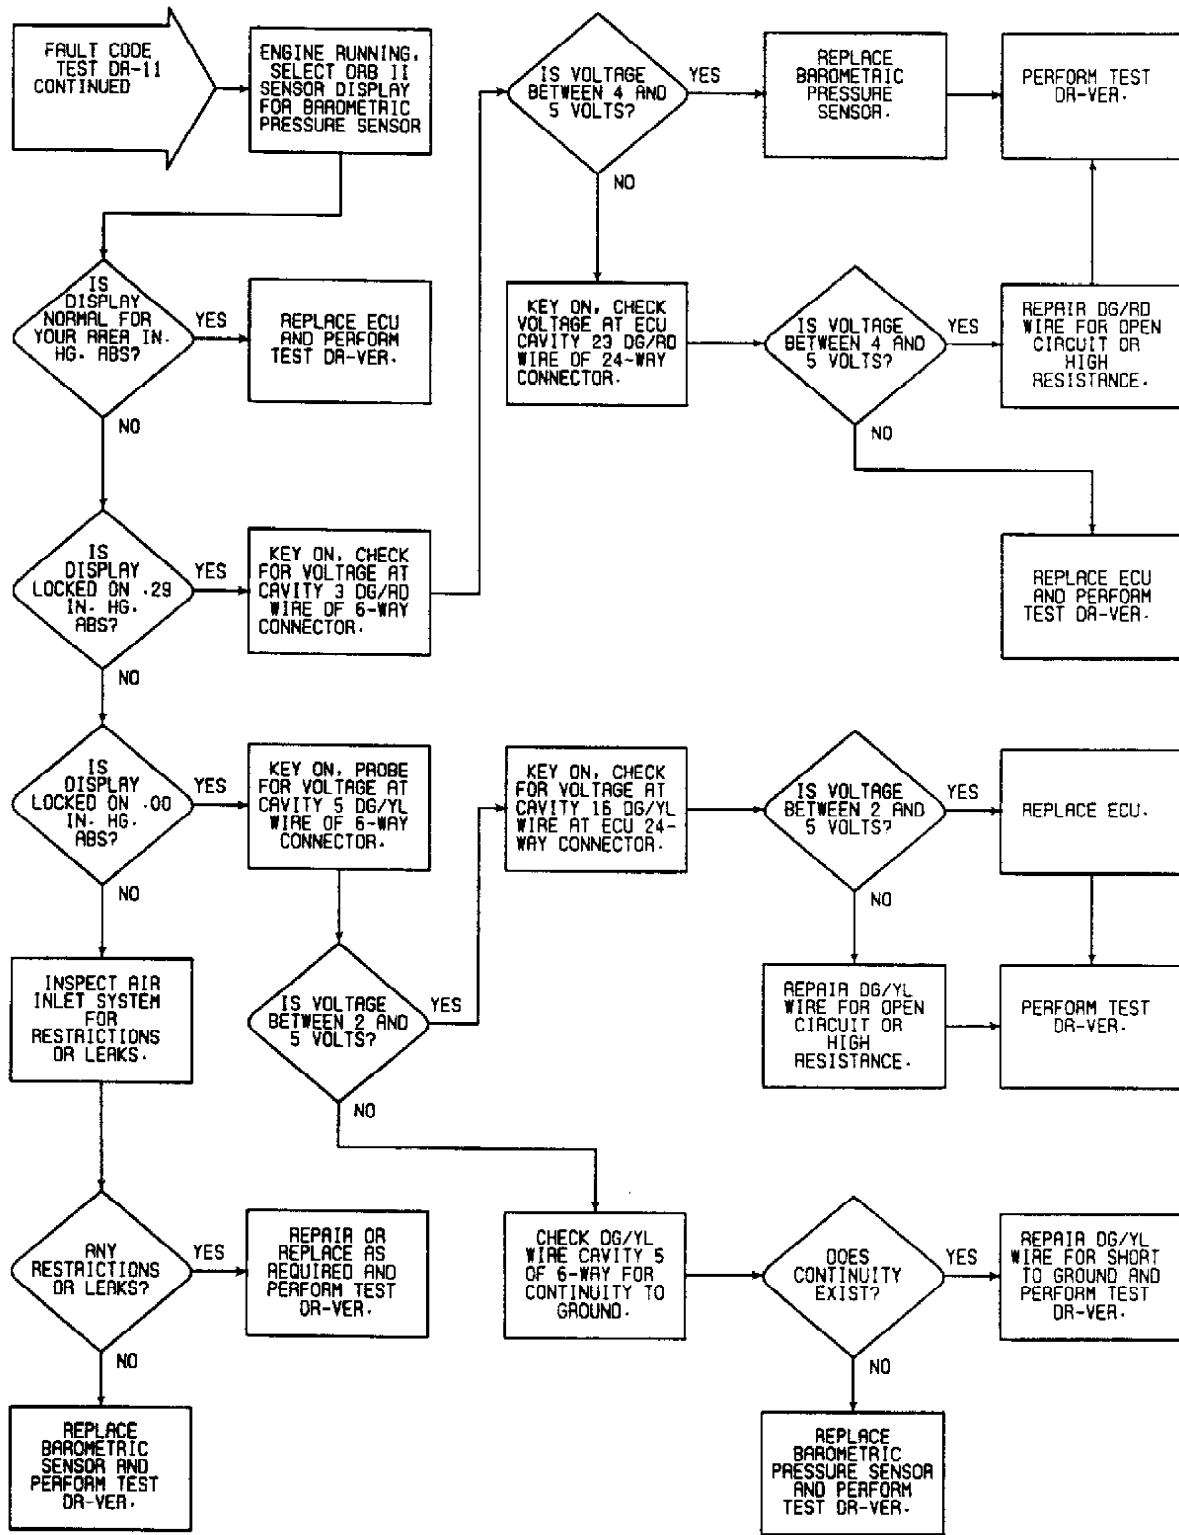 FAULT CODE
TEST DR-11
CONTINUED
ENGINE RUNNING,
SELECT DRB II
SENSOR DISPLAY
FOR BAROMETRIC
PRESSURE SENSOR
IS VOLTAGE
BETWEEN 4 AND
5 VOLTS?
YES
NO
REPLACE
BAROMETRIC
PRESSURE
SENSOR.
PERFORM TEST
DR-VER.
IS
DISPLAY
NORMAL FOR
YOUR AREA IN.
HG. ABS?
YES
NO
REPLACE ECU
AND PERFORM
TEST DR-VER.
KEY ON, CHECK
VOLTAGE AT ECU
CAVITY 23 DG/RD
WIRE OF 24-WAY
CONNECTOR.
IS VOLTAGE
BETWEEN 4 AND
5 VOLTS?
YES
NO
REPAIR DG/RD
WIRE FOR OPEN
CIRCUIT OR
HIGH
RESISTANCE.
IS
DISPLAY
LOCKED ON .29
IN. HG.
ABS?
YES
NO
KEY ON, CHECK
FOR VOLTAGE AT
CAVITY 3 DG/RD
WIRE OF 6-WAY
CONNECTOR.
REPLACE ECU
AND PERFORM
TEST DR-VER.
IS
DISPLAY
LOCKED ON .00
IN. HG.
ABS?
YES
NO
KEY ON, PROBE
FOR VOLTAGE AT
CAVITY 5 DG/YL
WIRE OF 6-WAY
CONNECTOR.
KEY ON, CHECK
FOR VOLTAGE AT
CAVITY 16 DG/YL
WIRE AT ECU 24-
WAY CONNECTOR.
IS VOLTAGE
BETWEEN 2 AND
5 VOLTS?
YES
NO
REPLACE ECU.
INSPECT AIR
INLET SYSTEM
FOR
RESTRICTIONS
OR LEAKS.
IS VOLTAGE
BETWEEN 2 AND
5 VOLTS?
YES
NO
REPAIR DG/YL
WIRE FOR OPEN
CIRCUIT OR
HIGH
RESISTANCE.
PERFORM TEST
DR-VER.
ANY
RESTRICTIONS
OR LEAKS?
YES
NO
REPAIR OR
REPLACE AS
REQUIRED AND
PERFORM TEST
DR-VER.
CHECK DG/YL
WIRE CAVITY 5
OF 6-WAY FOR
CONTINUITY TO
GROUND.
DOES
CONTINUITY
EXIST?
YES
NO
REPAIR DG/YL
WIRE FOR SHORT
TO GROUND AND
PERFORM TEST
DR-VER.
REPLACE
BAROMETRIC
SENSOR AND
PERFORM TEST
DR-VER.
REPLACE
BAROMETRIC
PRESSURE SENSOR
AND PERFORM
TEST DR-VER.